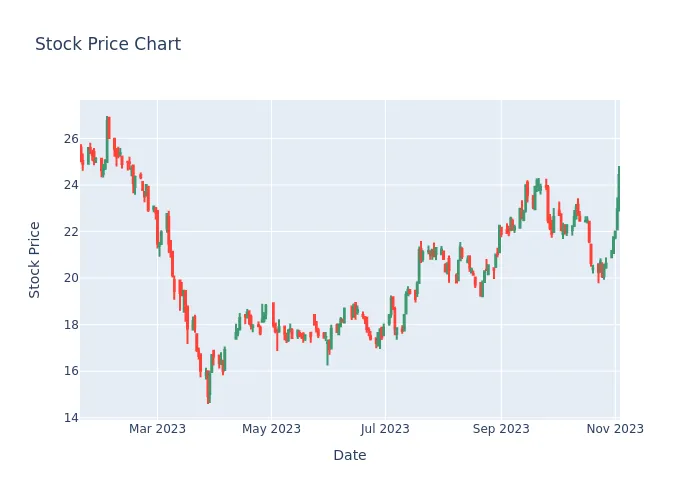 Stock Price Chart
26
24
22
20
18
16
14
Stock Price
Mar 2023
May 2023
Jul 2023
Sep 2023
Nov 2023
Date